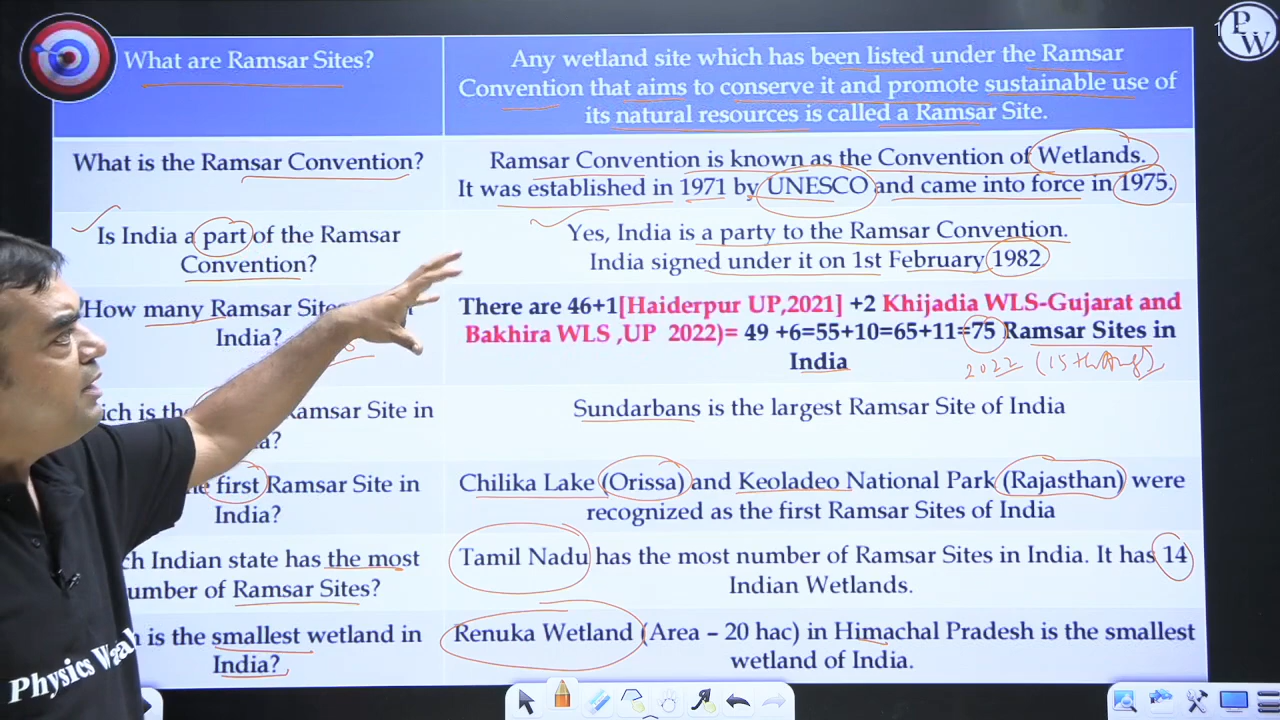 PW
What are Ramsar Sites?
Any wetland site which has been listed under the Ramsar
Convention that aims to conserve it and promote sustainable use of
its natural resources is called a Ramsar Site.
What is the Ramsar Convention?
Ramsar Convention is known as the Convention of Wetlands.
It was established in 1971 by UNESCO and came into force in 1975.
Is India a part of the Ramsar
Convention?
Yes, India is a party to the Ramsar Convention.
India signed under it on 1st February 1982
How many Ramsar
India?
There are 46+1[Haiderpur UP,2021] +2 Khijadia WLS-Gujarat and
Bakhira WLS ,UP 2022)= 49 +6=55+10=65+11=75 Ramsar Sites in
India
2022 (15th Aug)
is the
Ramsar Site in
Sundarbans is the largest Ramsar Site of India
first Ramsar Site in
India?
Chilika Lake (Orissa) and Keoladeo National Park (Rajasthan) were
recognized as the first Ramsar Sites of India
Indian state has the most
number of Ramsar Sites?
Tamil Nadu has the most number of Ramsar Sites in India. It has 14
Indian Wetlands.
is the smallest wetland in
India?
Renuka Wetland (Area – 20 hac) in Himachal Pradesh is the smallest
wetland of India.
Physics